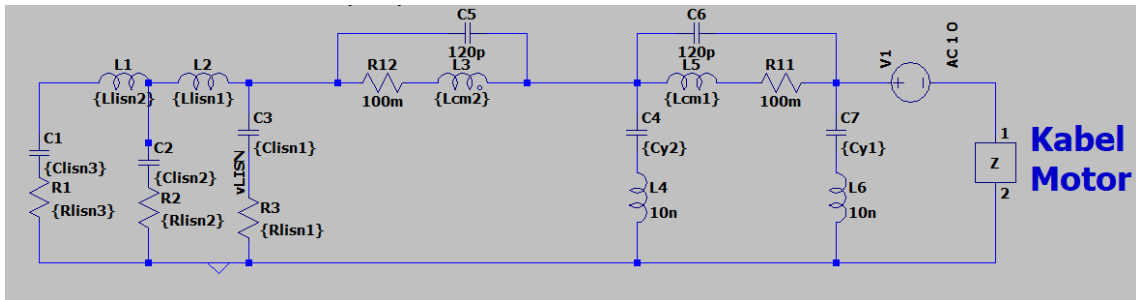 C5
120p
R12
100m
L3
{Lcm2}
C6
120p
L5
{Lcm1}
R11
100m
V1
AC 1 0
L1
{Llisn2}
L2
{Llisn1}
C1
{Clisn3}
R1
{Rlisn3}
C2
{Clisn2}
R2
{Rlisn2}
C3
{Clisn1}
vLISN
R3
{Rlisn1}
C4
{Cy2}
L4
10n
C7
{Cy1}
L6
10n
1
Z
2
Kabel
Motor